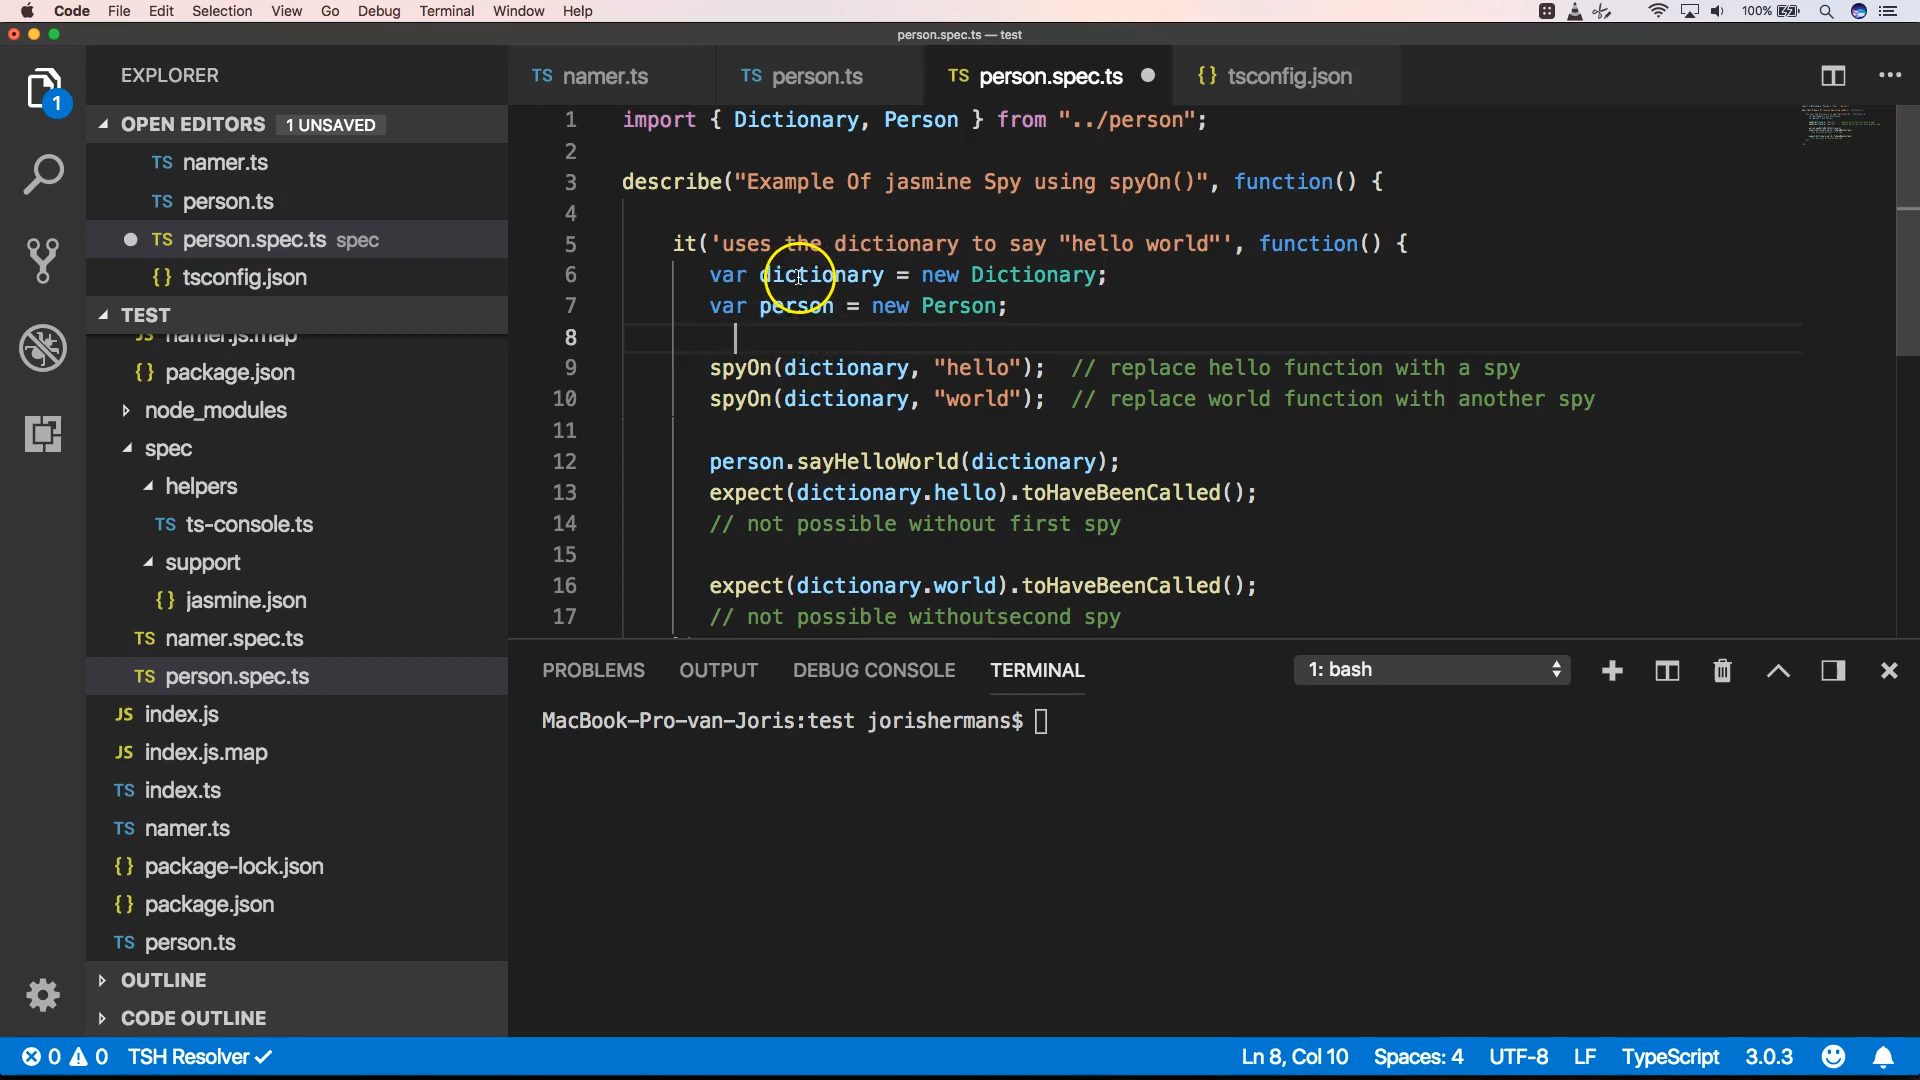 Code File Edit Selection View Go Debug Terminal Window Help 100%
person.spec.ts — test
EXPLORER
TS namer.ts TS person.ts TS person.spec.ts {} tsconfig.json
1
OPEN EDITORS 1 UNSAVED
TS namer.ts
TS person.ts
TS person.spec.ts spec
{} tsconfig.json
TEST
JS namer.js.map
{} package.json
node_modules
spec
helpers
TS ts-console.ts
support
{} jasmine.json
TS namer.spec.ts
TS person.spec.ts
JS index.js
JS index.js.map
TS index.ts
TS namer.ts
{} package-lock.json
{} package.json
TS person.ts
OUTLINE
CODE OUTLINE
1 import { Dictionary, Person } from "../person";
2
3 describe("Example Of jasmine Spy using spyOn()", function() {
4
5 it('uses the dictionary to say "hello world"', function() {
6 var dictionary = new Dictionary;
7 var person = new Person;
8
9 spyOn(dictionary, "hello"); // replace hello function with a spy
10 spyOn(dictionary, "world"); // replace world function with another spy
11
12 person.sayHelloWorld(dictionary);
13 expect(dictionary.hello).toHaveBeenCalled();
14 // not possible without first spy
15
16 expect(dictionary.world).toHaveBeenCalled();
17 // not possible withoutsecond spy
PROBLEMS OUTPUT DEBUG CONSOLE TERMINAL 1: bash
MacBook-Pro-van-Joris:test jorishermans$
0 0 TSH Resolver Ln 8, Col 10 Spaces: 4 UTF-8 LF TypeScript 3.0.3